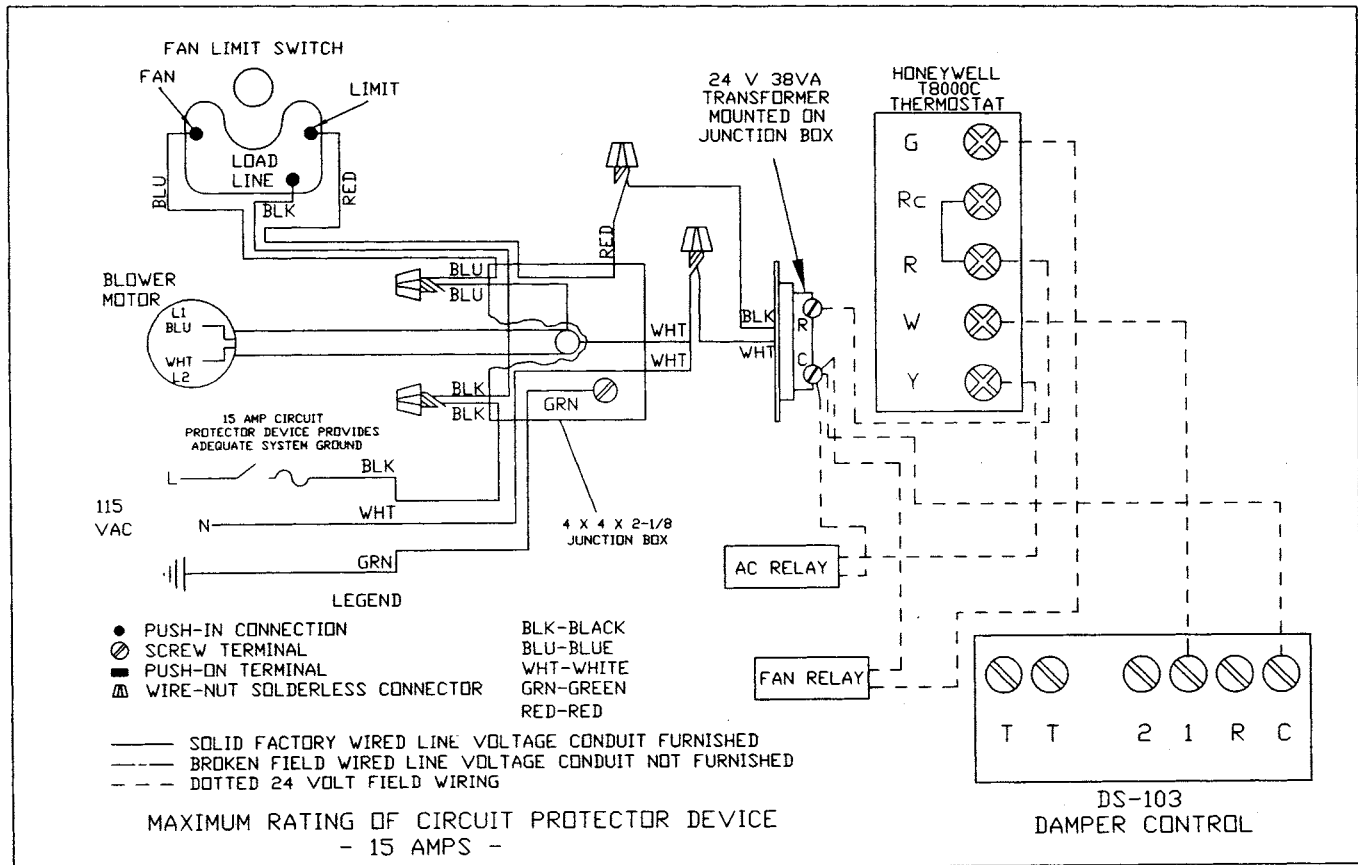 FAN LIMIT SWITCH
FAN
LIMIT
LOAD
LINE
BLU
BLK
RED
24 V 38VA
TRANSFORMER
MOUNTED ON
JUNCTION BOX
HONEYWELL
T8000C
THERMOSTAT
G
Rc
R
W
Y
RED
BLOWER
MOTOR
L1
BLU
WHT
L2
BLU
BLU
WHT
WHT
BLK
WHT
R
C
BLK
BLK
GRN
15 AMP CIRCUIT
PROTECTOR DEVICE PROVIDES
ADEQUATE SYSTEM GROUND
L
BLK
115
VAC
N
WHT
GRN
4 X 4 X 2-1/8
JUNCTION BOX
AC RELAY
FAN RELAY
LEGEND
PUSH-IN CONNECTION
SCREW TERMINAL
PUSH-ON TERMINAL
WIRE-NUT SOLDERLESS CONNECTOR
BLK-BLACK
BLU-BLUE
WHT-WHITE
GRN-GREEN
RED-RED
SOLID FACTORY WIRED LINE VOLTAGE CONDUIT FURNISHED
BROKEN FIELD WIRED LINE VOLTAGE CONDUIT NOT FURNISHED
DOTTED 24 VOLT FIELD WIRING
MAXIMUM RATING OF CIRCUIT PROTECTOR DEVICE
- 15 AMPS -
T T 2 1 R C
DS-103
DAMPER CONTROL